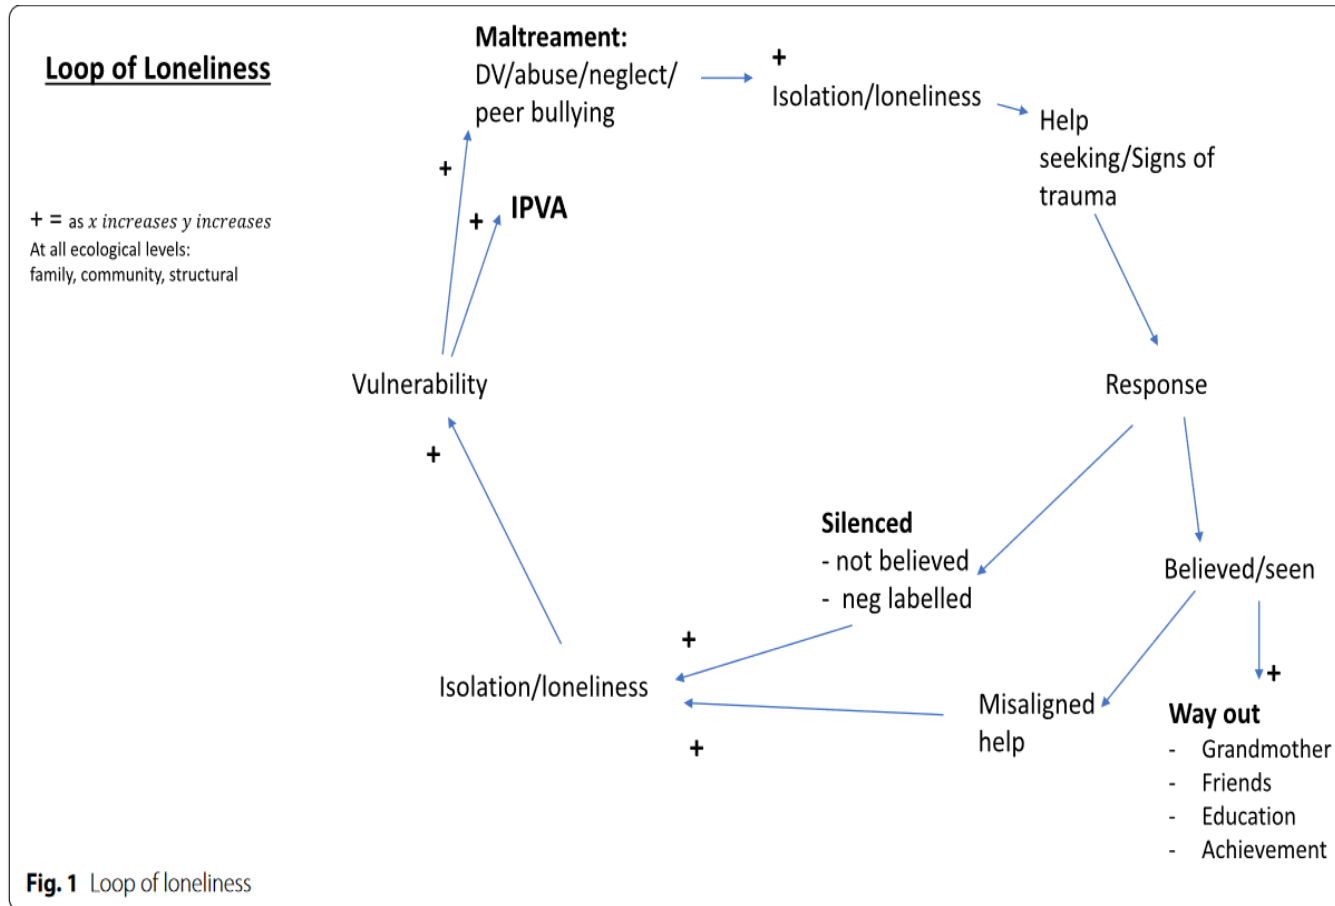 Loop of Loneliness
+ = as x increases y increases
At all ecological levels:
family, community, structural
Maltreament:
DV/abuse/neglect/
peer bullying
+
Isolation/loneliness
Help
seeking/Signs of
trauma
+
+
IPVA
Vulnerability
Response
+
Silenced
- not believed
- neg labelled
Believed/seen
+
Isolation/loneliness
+
Misaligned
help
+
Way out
- Grandmother
- Friends
- Education
- Achievement
Fig. 1 Loop of loneliness